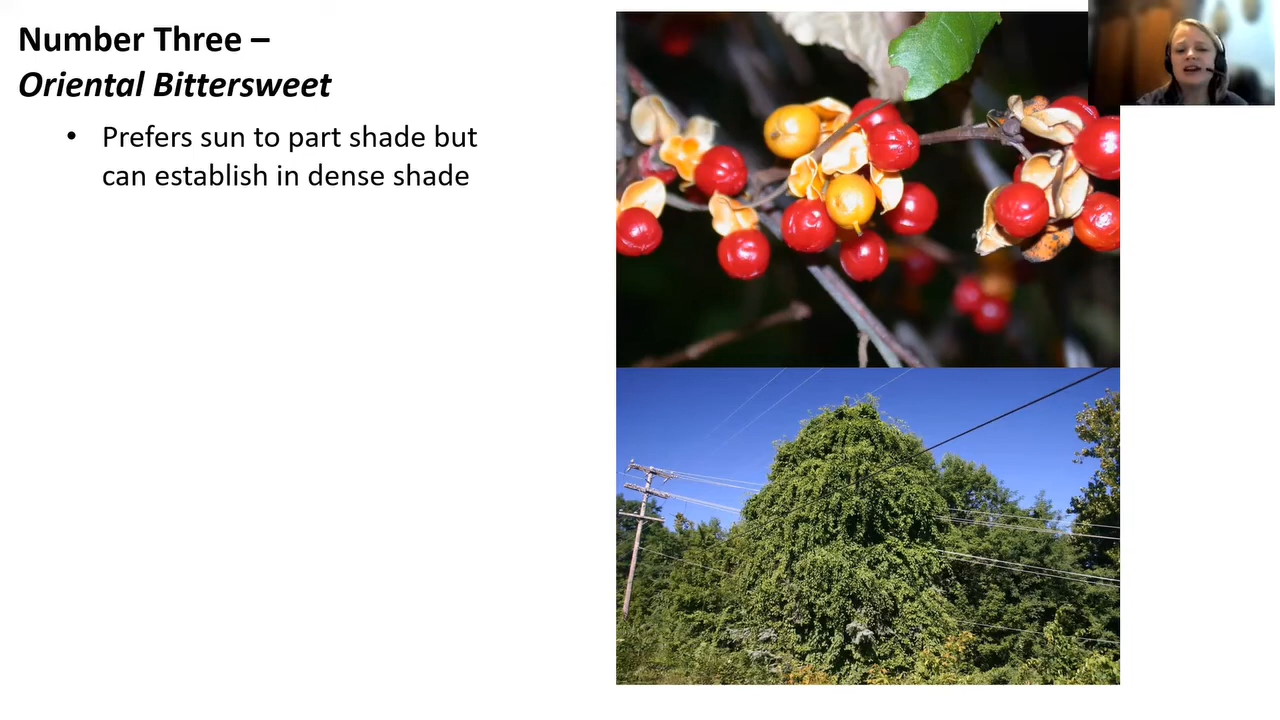 Number Three –
Oriental Bittersweet
• Prefers sun to part shade but
can establish in dense shade